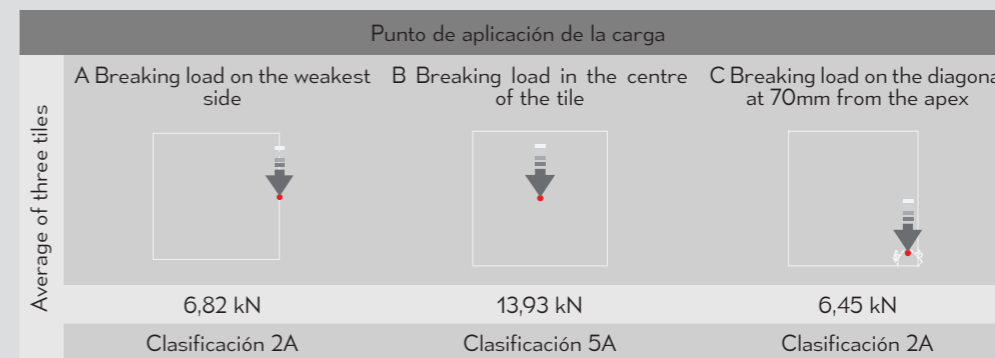 Punto de aplicación de la carga
Average of three tiles
A Breaking load on the weakest
side
B Breaking load in the centre
of the tile
C Breaking load on the diagona
at 70mm from the apex
6,82 kN
13,93 kN
6,45 kN
Clasificación 2A
Clasificación 5A
Clasificación 2A